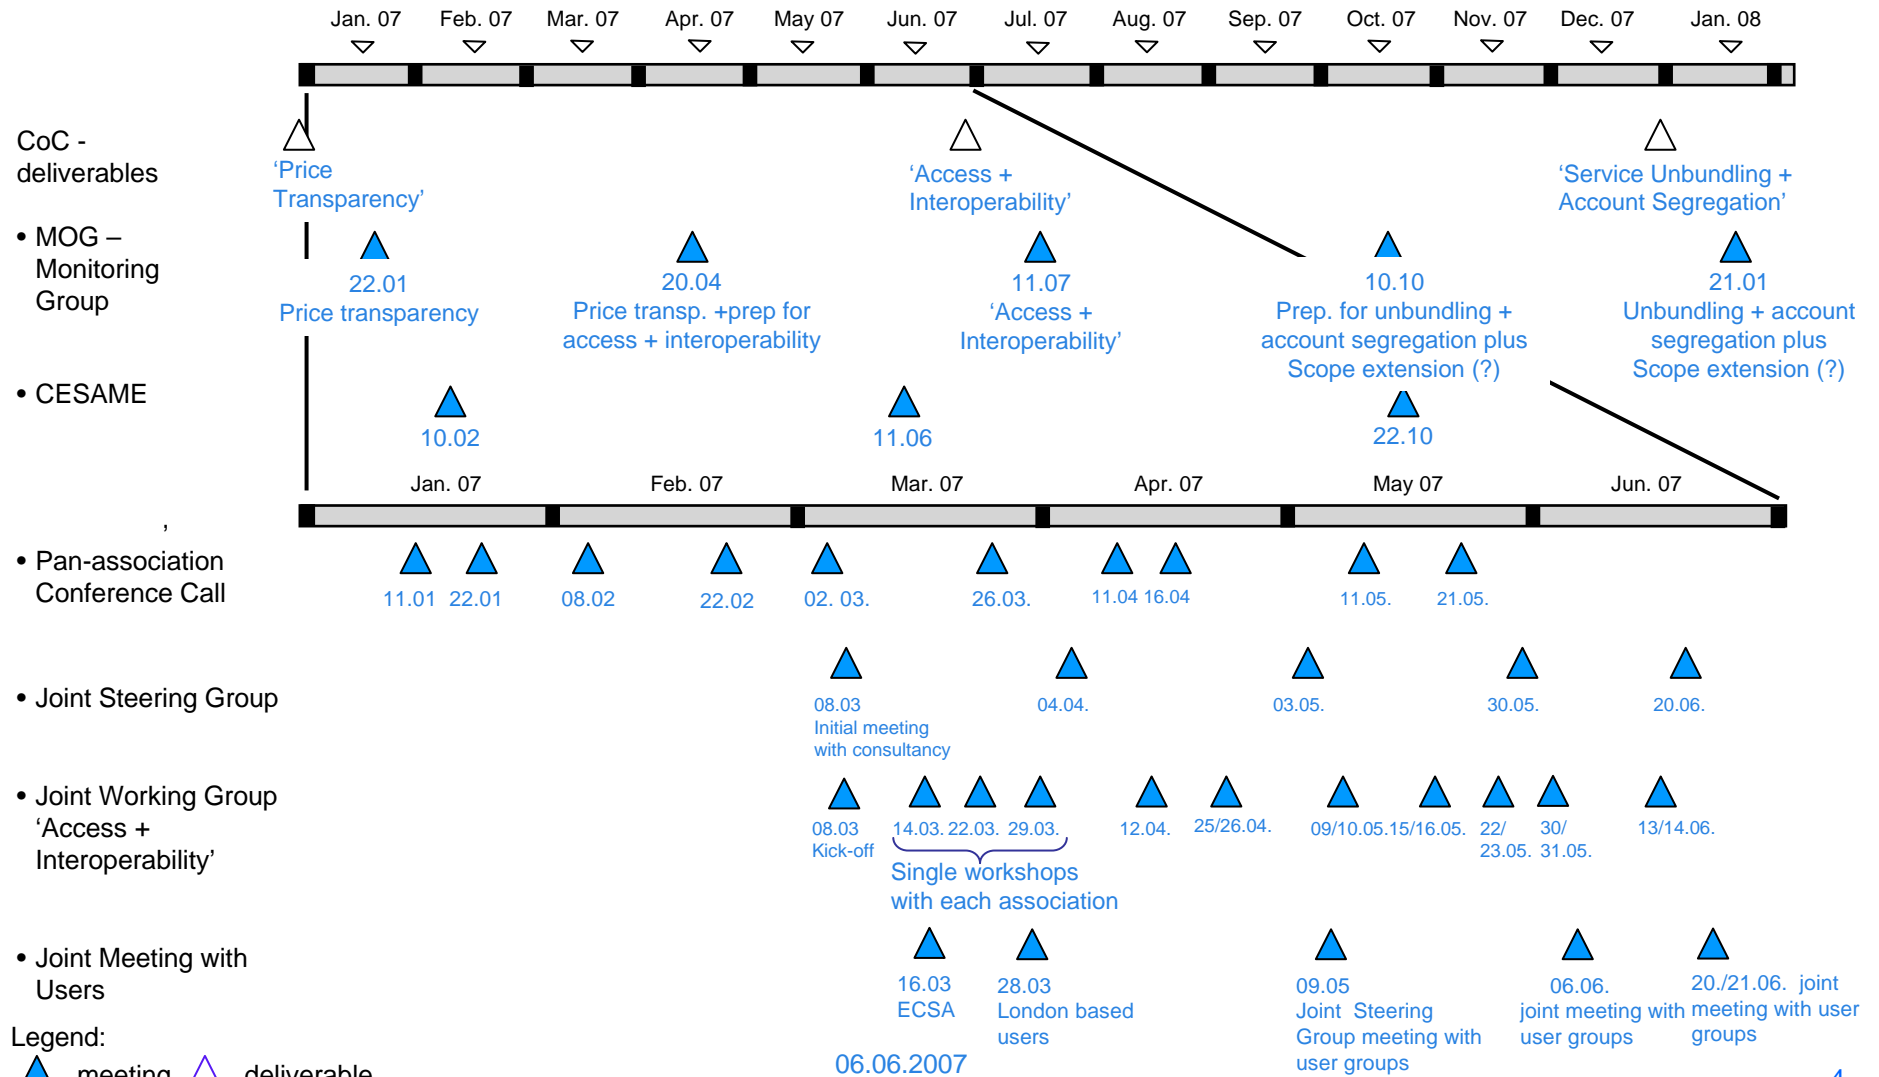 Jan. 07 Feb. 07 Mar. 07 Apr. 07 May 07 Jun. 07 Jul. 07 Aug. 07 Sep. 07 Oct. 07 Nov. 07 Dec. 07 Jan. 08
CoC -
deliverables
‘Price
Transparency’
‘Access +
Interoperability’
‘Service Unbundling +
Account Segregation’
• MOG –
Monitoring
Group
22.01
Price transparency
20.04
Price transp. +prep for
access + interoperability
11.07
‘Access +
Interoperability’
10.10
Prep. for unbundling +
account segregation plus
Scope extension (?)
21.01
Unbundling + account
segregation plus
Scope extension (?)
• CESAME
10.02 11.06 22.10
Jan. 07 Feb. 07 Mar. 07 Apr. 07 May 07 Jun. 07
,
• Pan-association
Conference Call
11.01 22.01 08.02 22.02 02. 03. 26.03. 11.04 16.04 11.05. 21.05.
• Joint Steering Group
08.03
Initial meeting
with consultancy
04.04. 03.05. 30.05. 20.06.
• Joint Working Group
‘Access +
Interoperability’
08.03
Kick-off
14.03. 22.03. 29.03.
Single workshops
with each association
12.04. 25/26.04. 09/10.05. 15/16.05.
22/
23.05.
30/
31.05.
13/14.06.
• Joint Meeting with
Users
16.03
ECSA
28.03
London based
users
09.05
Joint Steering
Group meeting with
user groups
06.06.
joint meeting with
user groups
20./21.06. joint
meeting with user
groups
Legend:
meeting deliverable
06.06.2007
4